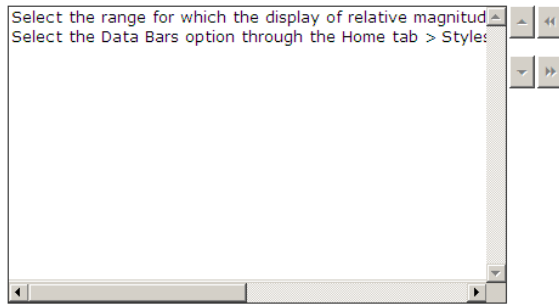 Select the range for which the display of relative magnitud
Select the Data Bars option through the Home tab > Styles